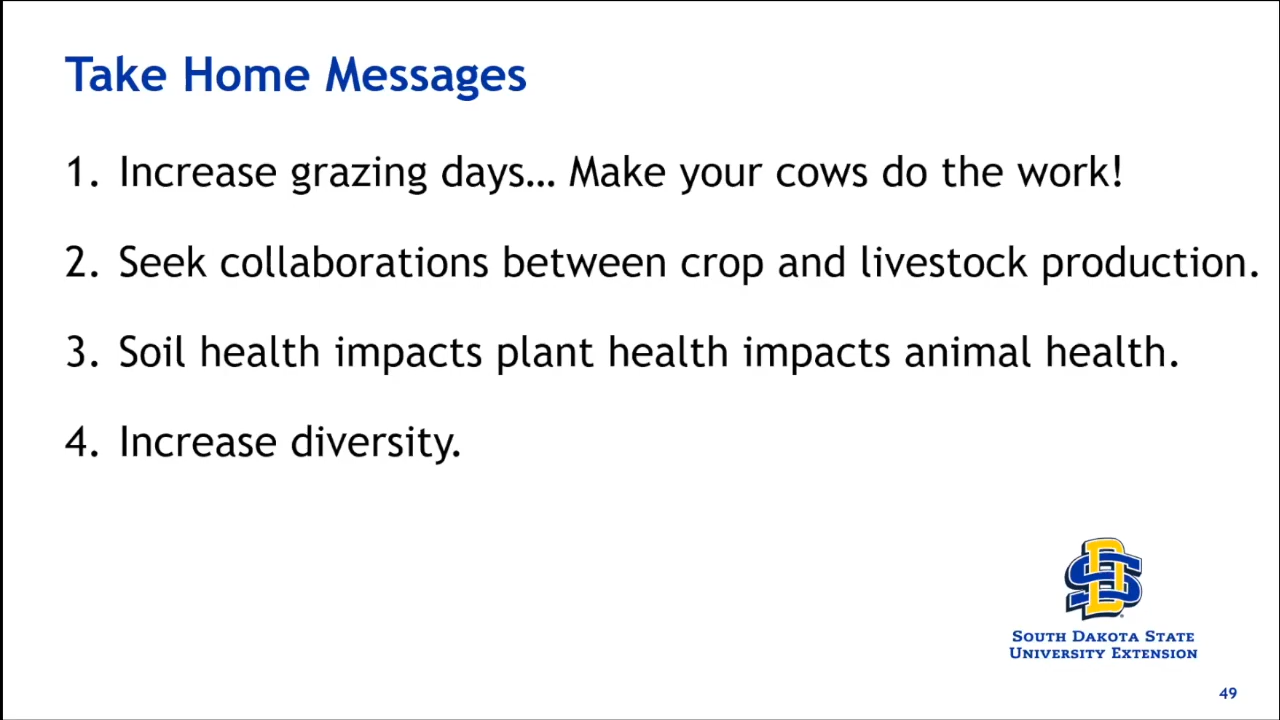 Take Home Messages
1. Increase grazing days… Make your cows do the work!
2. Seek collaborations between crop and livestock production.
3. Soil health impacts plant health impacts animal health.
4. Increase diversity.
SD
SOUTH DAKOTA STATE
UNIVERSITY EXTENSION
49